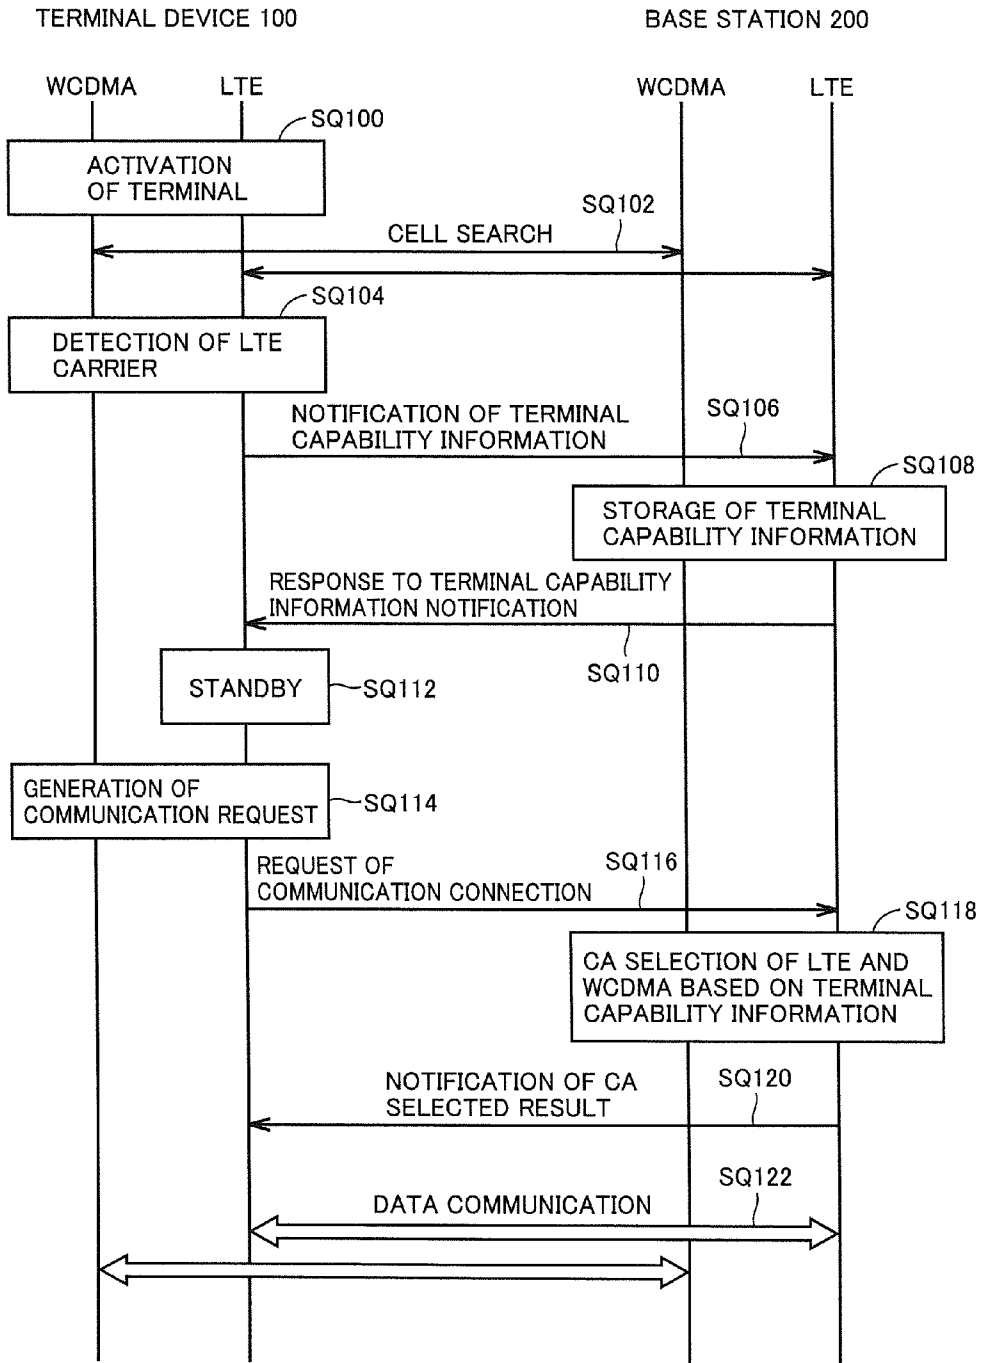 TERMINAL DEVICE 100
BASE STATION 200
WCDMA
LTE
WCDMA
LTE
SQ100
ACTIVATION
OF TERMINAL
SQ102
CELL SEARCH
SQ104
DETECTION OF LTE
CARRIER
NOTIFICATION OF TERMINAL
CAPABILITY INFORMATION
SQ106
SQ108
STORAGE OF TERMINAL
CAPABILITY INFORMATION
RESPONSE TO TERMINAL CAPABILITY
INFORMATION NOTIFICATION
SQ110
STANDBY
SQ112
GENERATION OF
COMMUNICATION REQUEST
SQ114
REQUEST OF
COMMUNICATION CONNECTION
SQ116
SQ118
CA SELECTION OF LTE AND
WCDMA BASED ON TERMINAL
CAPABILITY INFORMATION
NOTIFICATION OF CA
SELECTED RESULT
SQ120
SQ122
DATA COMMUNICATION